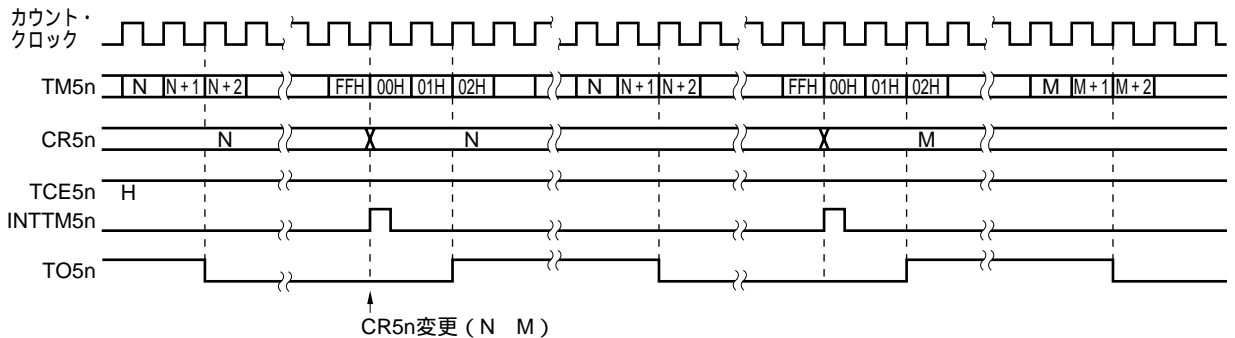 カウント・
クロック
TM5n N N + 1 N + 2 FFH 00H 01H 02H N N + 1 N + 2 FFH 00H 01H 02H M M + 1 M + 2
CR5n N N M
TCE5n H
INTTM5n
TO5n
CR5n変更（N M）